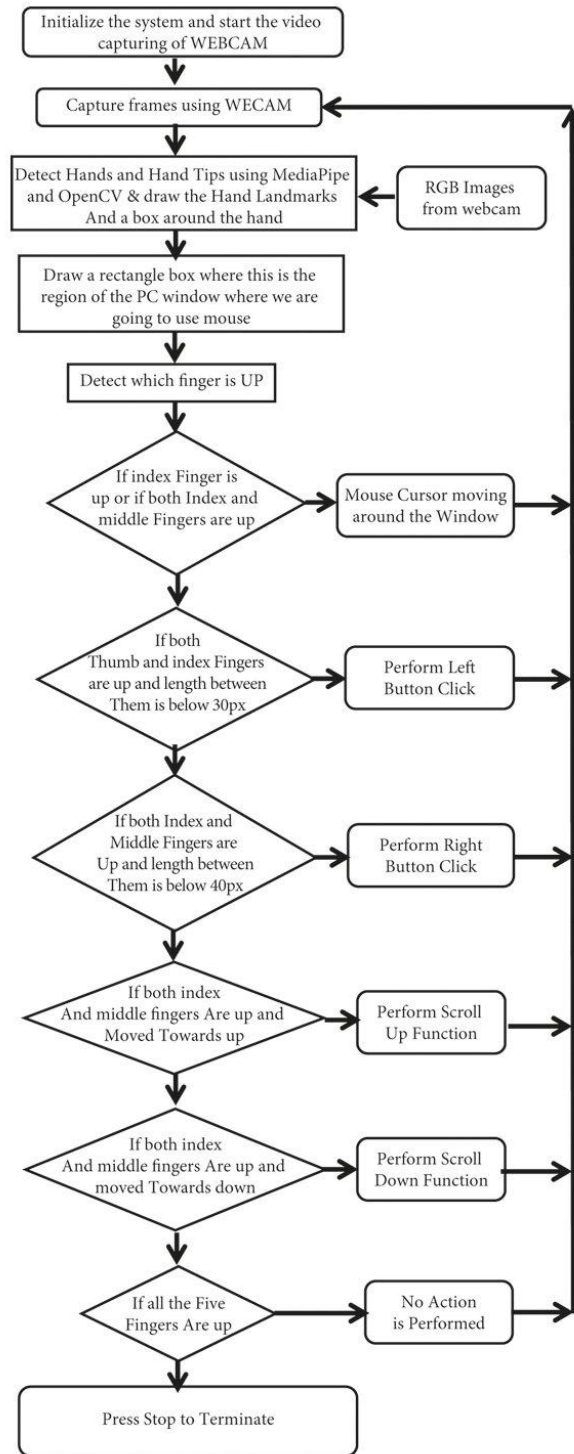 Initialize the system and start the video
capturing of WEBCAM
Capture frames using WECAM
Detect Hands and Hand Tips using MediaPipe
and OpenCV & draw the Hand Landmarks
And a box around the hand
RGB Images
from webcam
Draw a rectangle box where this is the
region of the PC window where we are
going to use mouse
Detect which finger is UP
If index Finger is
up or if both Index and
middle Fingers are up
Mouse Cursor moving
around the Window
If both
Thumb and index Fingers
are up and length between
Them is below 30px
Perform Left
Button Click
If both Index and
Middle Fingers are
Up and length between
Them is below 40px
Perform Right
Button Click
If both index
And middle fingers Are up and
Moved Towards up
Perform Scroll
Up Function
If both index
And middle fingers Are up and
moved Towards down
Perform Scroll
Down Function
If all the Five
Fingers Are up
No Action
is Performed
Press Stop to Terminate